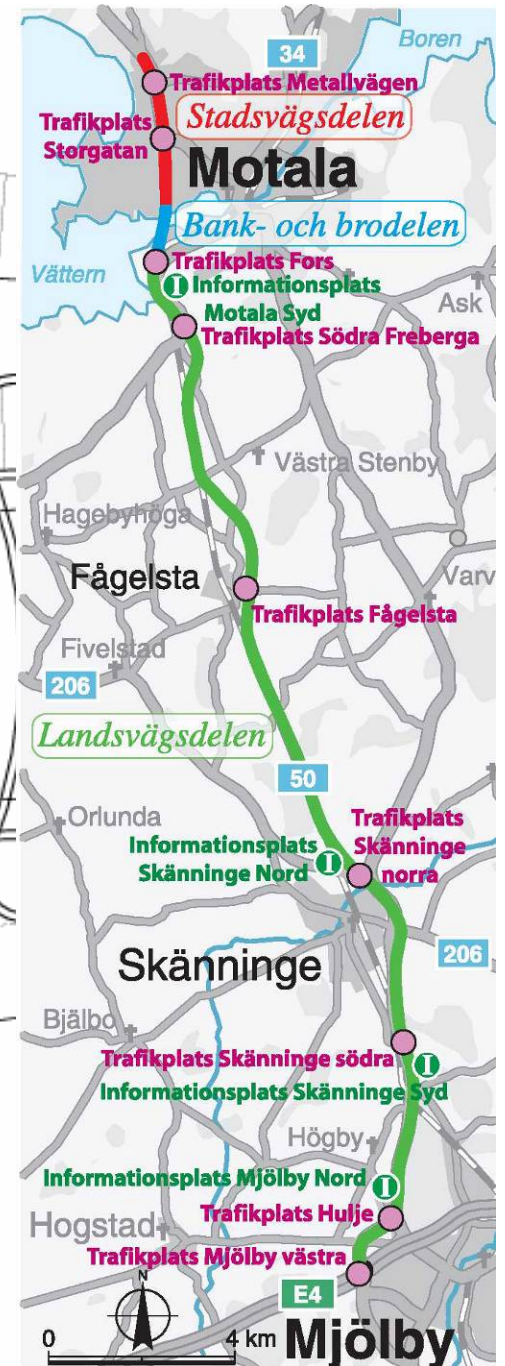 Boren
34
Trafikplats Metallvägen
Stadsvägsdelen
Trafikplats
Storgatan
Motala
Bank- och brodelen
Trafikplats Fors
Vättern
I Informationsplats
Motala Syd
Ask
Trafikplats Södra Freberga
Västra Stenby
Hagebyhöga
Fågelsta
Varv
Trafikplats Fågelsta
Fivelstad
206
Landsvägsdelen
50
Orlunda
Trafikplats
Skänninge
norra
Informationsplats
Skänninge Nord I
Skänninge
206
Bjälbo
Trafikplats Skänninge södra
I
Informationsplats Skänninge Syd
Högby
Informationsplats Mjölby Nord I
Trafikplats Hulje
Hogstad
Trafikplats Mjölby västra
N
E4
0 4 km
Mjölby